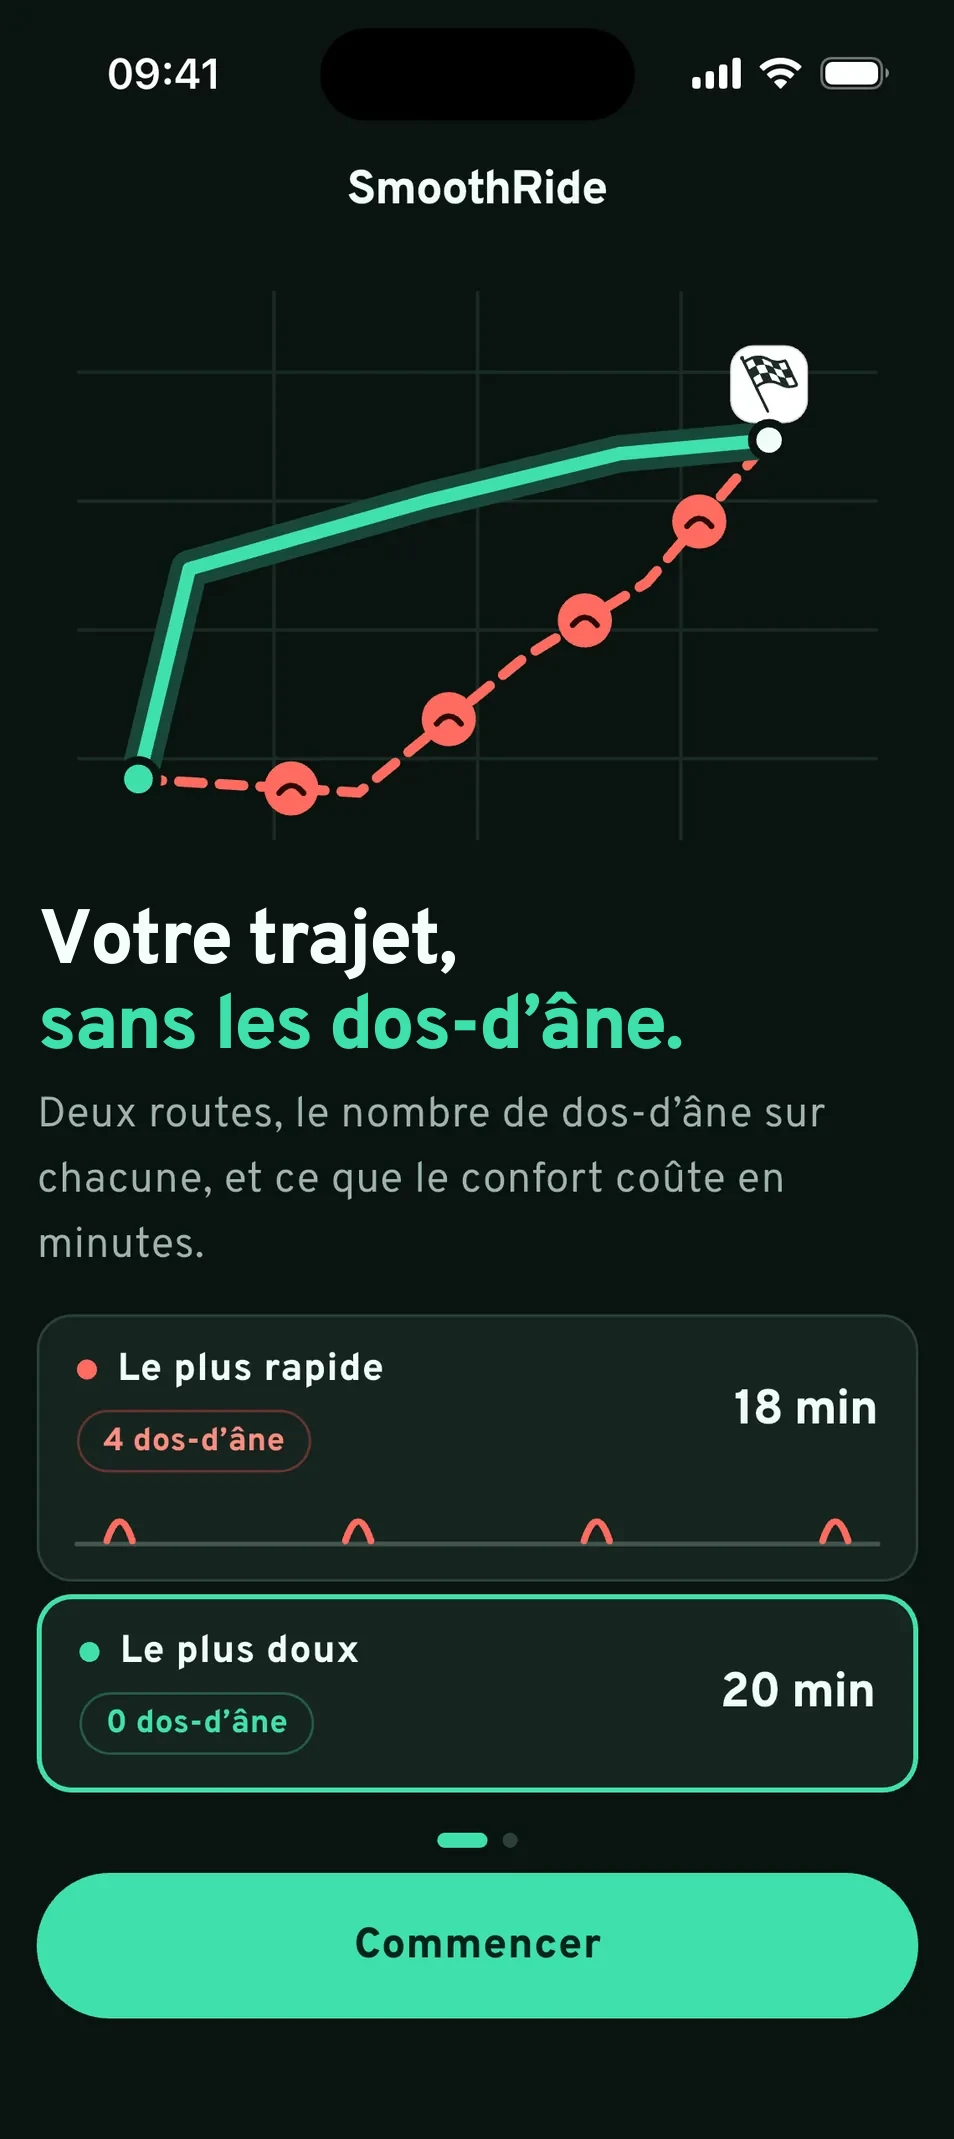 09:41
SmoothRide
Votre trajet,
sans les dos-d’âne.
Deux routes, le nombre de dos-d’âne sur
chacune, et ce que le confort coûte en
minutes.
Le plus rapide
18 min
4 dos-d’âne
Le plus doux
20 min
0 dos-d’âne
Commencer